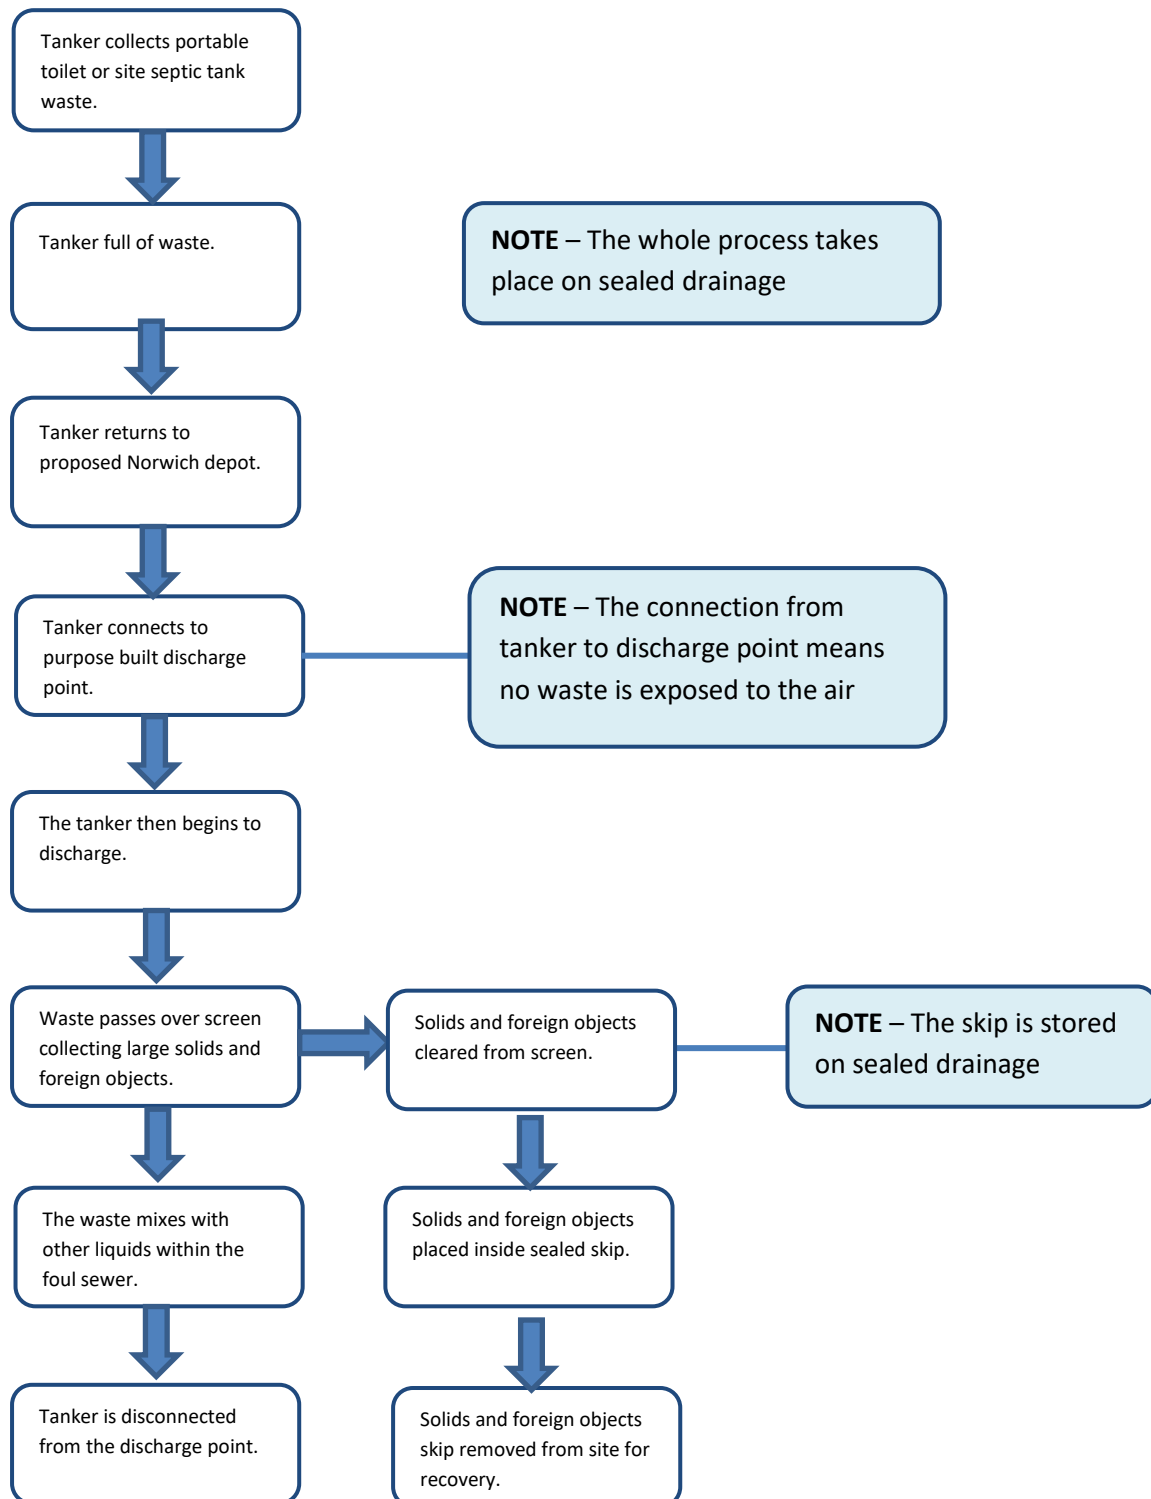 Tanker collects portable
toilet or site septic tank
waste.
Tanker full of waste.
NOTE – The whole process takes
place on sealed drainage
Tanker returns to
proposed Norwich depot.
Tanker connects to
purpose built discharge
point.
NOTE – The connection from
tanker to discharge point means
no waste is exposed to the air
The tanker then begins to
discharge.
Waste passes over screen
collecting large solids and
foreign objects.
Solids and foreign objects
cleared from screen.
NOTE – The skip is stored
on sealed drainage
The waste mixes with
other liquids within the
foul sewer.
Solids and foreign objects
placed inside sealed skip.
Tanker is disconnected
from the discharge point.
Solids and foreign objects
skip removed from site for
recovery.